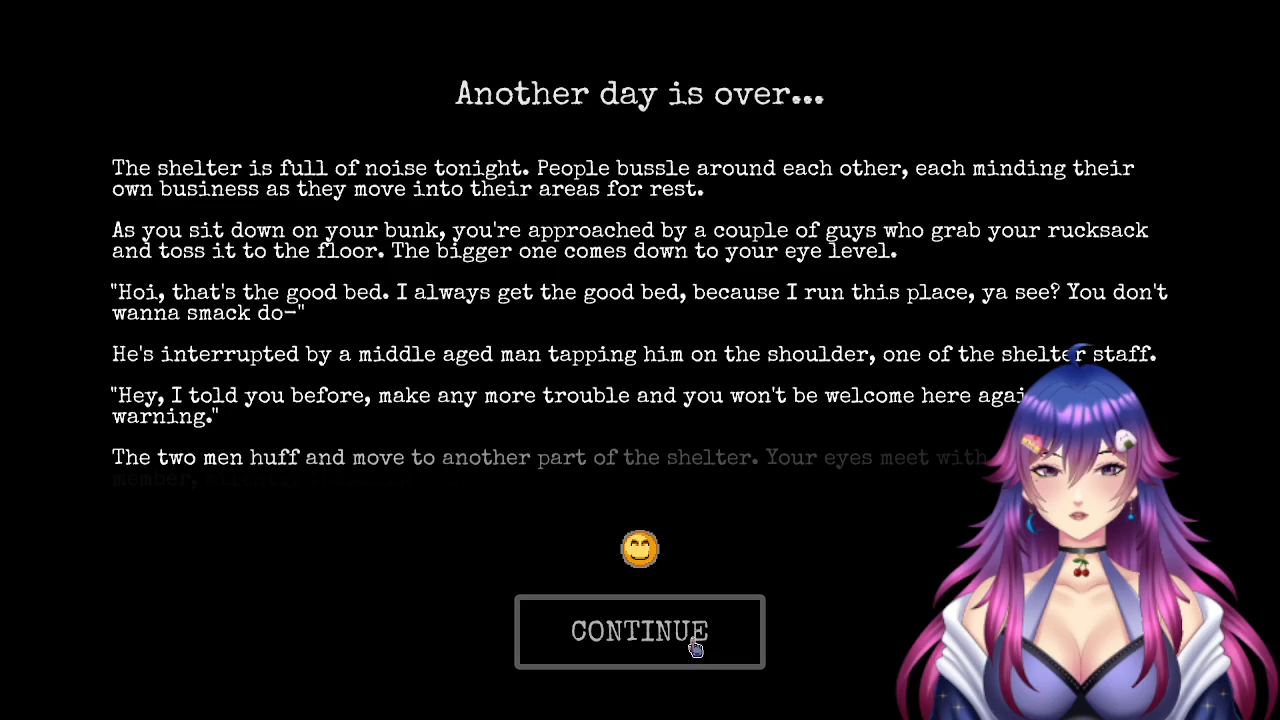 Another day is over...
The shelter is full of noise tonight. People bussle around each other, each minding their
own business as they move into their areas for rest.
As you sit down on your bunk, you're approached by a couple of guys who grab your rucksack
and toss it to the floor. The bigger one comes down to your eye level.
"Hoi, that's the good bed. I always get the good bed, because I run this place, ya see? You don't
wanna smack do-"
He's interrupted by a middle aged man tapping him on the shoulder, one of the shelter staff.
"Hey, I told you before, make any more trouble and you won't be welcome here agai
warning."
The two men huff and move to another part of the shelter. Your eyes meet with
member,
CONTINUE